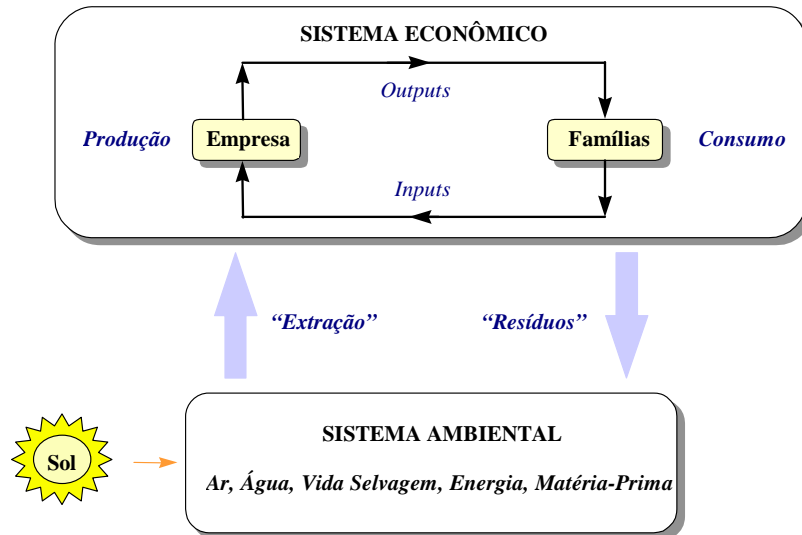 SISTEMA ECONÔMICO
Outputs
Produção
Empresa
Famílias
Consumo
Inputs
“Extração”
“Resíduos”
SISTEMA AMBIENTAL
Sol
Ar, Água, Vida Selvagem, Energia, Matéria-Prima